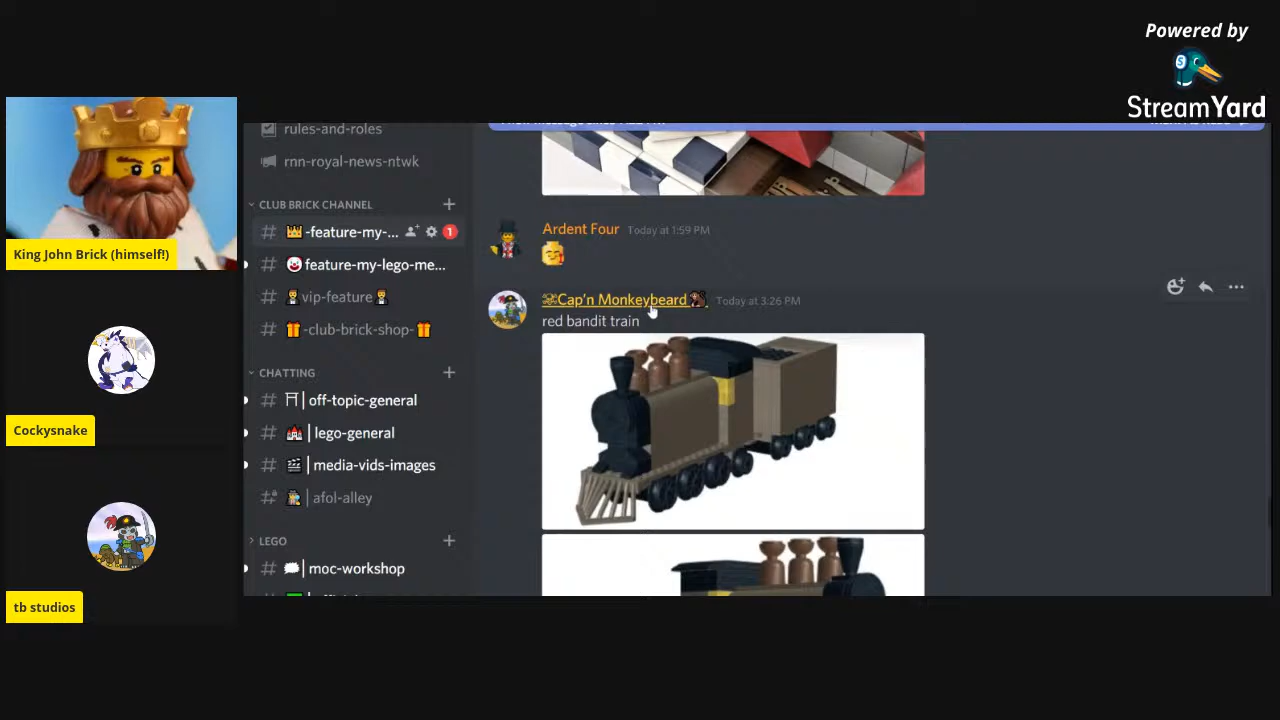 Powered by
StreamYard
King John Brick (himself!)
Cockysnake
tb studios
rules-and-roles
rnn-royal-news-ntwk
CLUB BRICK CHANNEL
-feature-my-...
1
feature-my-lego-me...
vip-feature
-club-brick-shop-
CHATTING
off-topic-general
lego-general
media-vids-images
afol-alley
LEGO
moc-workshop
Ardent Four Today at 1:59 PM
Cap'n Monkeybeard Today at 3:26 PM
red bandit train